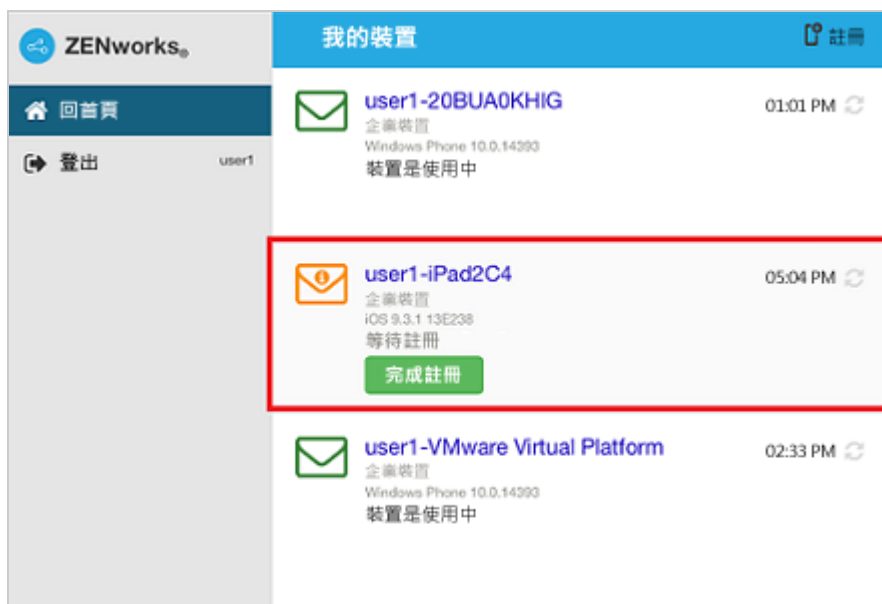 ZENworks®
回首頁
登出 user1
我的裝置
註冊
user1-20BUA0KHIG 01:01 PM
企業裝置
Windows Phone 10.0.14393
裝置是使用中
user1-iPad2C4 05:04 PM
企業裝置
iOS 9.3.1 13E238
等待註冊
完成註冊
user1-VMware Virtual Platform 02:33 PM
企業裝置
Windows Phone 10.0.14393
裝置是使用中